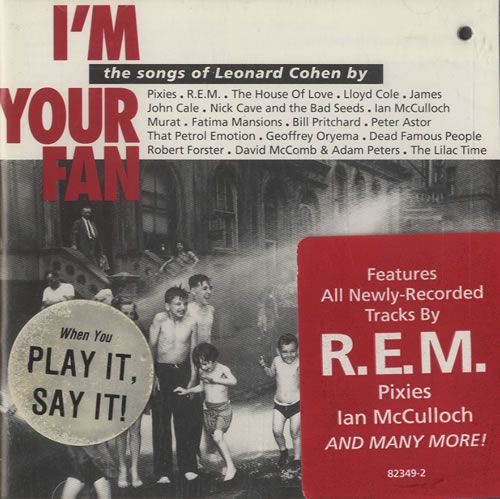 I'M
YOUR
FAN
the songs of Leonard Cohen by
Pixies . R.E.M. . The House Of Love . Lloyd Cole . James
John Cale . Nick Cave and the Bad Seeds . Ian McCulloch
Murat . Fatima Mansions . Bill Pritchard . Peter Astor
That Petrol Emotion . Geoffrey Oryema . Dead Famous People
Robert Forster . David McComb & Adam Peters . The Lilac Time
When You
PLAY IT,
SAY IT!
Features
All Newly-Recorded
Tracks By
R.E.M.
Pixies
Ian McCulloch
AND MANY MORE!
82349-2